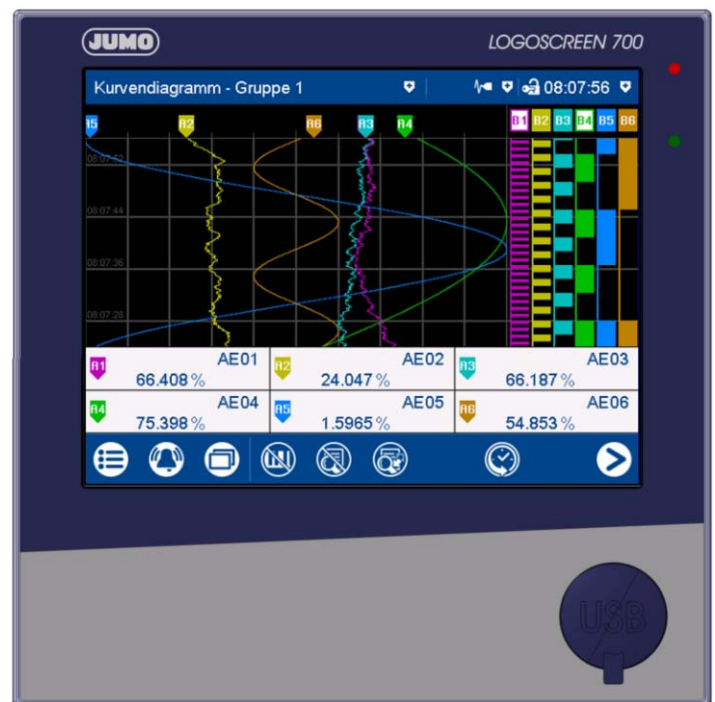 JUMO
LOGOSCREEN 700
Kurvendiagramm - Gruppe 1
08:07:56
A5 A2 A6 A3 A4 B1 B2 B3 B4 B5 B6
08:07:52
08:07:44
08:07:36
08:07:28
A1 AE01
66.408 %
A2 AE02
24.047 %
A3 AE03
66.187 %
A4 AE04
75.398 %
A5 AE05
1.5965 %
A6 AE06
54.853 %
USB